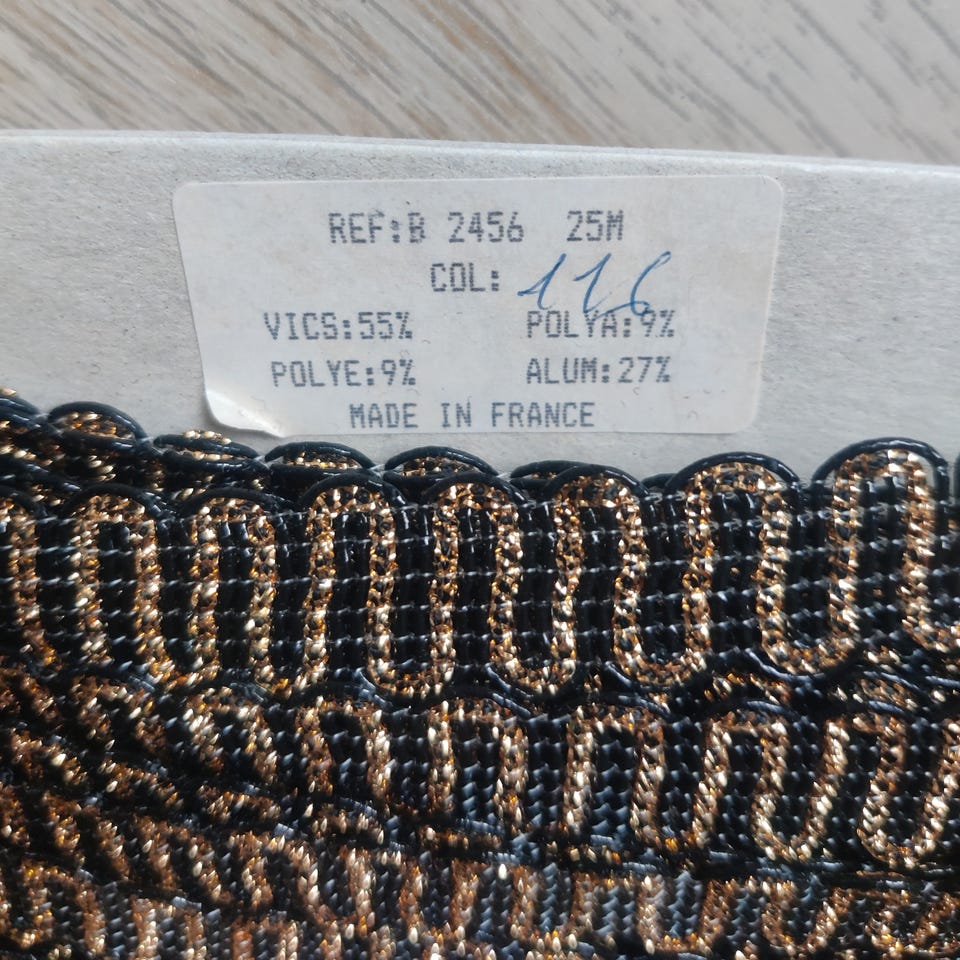 REF:B 2456 25M
COL: 116
VICS:55% POLYA:9%
POLYE:9% ALUM:27%
MADE IN FRANCE